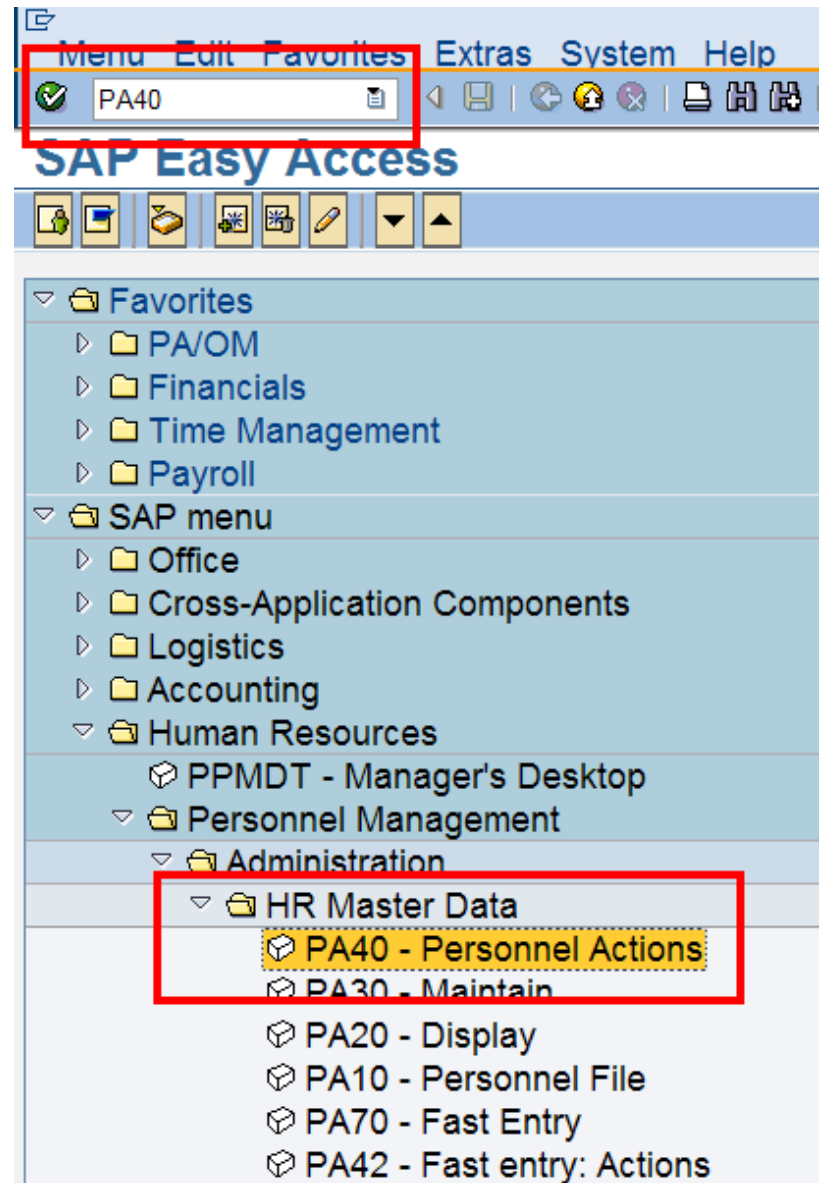 Menu Edit Favorites Extras System Help
PA40
SAP Easy Access
Favorites
PA/OM
Financials
Time Management
Payroll
SAP menu
Office
Cross-Application Components
Logistics
Accounting
Human Resources
PPMDT - Manager's Desktop
Personnel Management
Administration
HR Master Data
PA40 - Personnel Actions
PA30 - Maintain
PA20 - Display
PA10 - Personnel File
PA70 - Fast Entry
PA42 - Fast entry: Actions